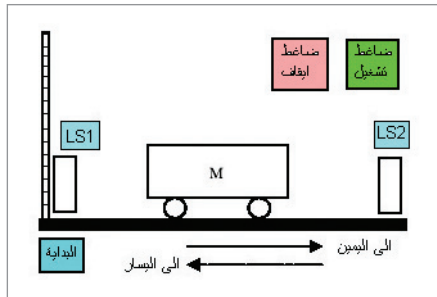 ضاغط
تشغيل
ضاغط
ايقاف
LS1
LS2
M
البداية
الى اليمين
الى اليسار